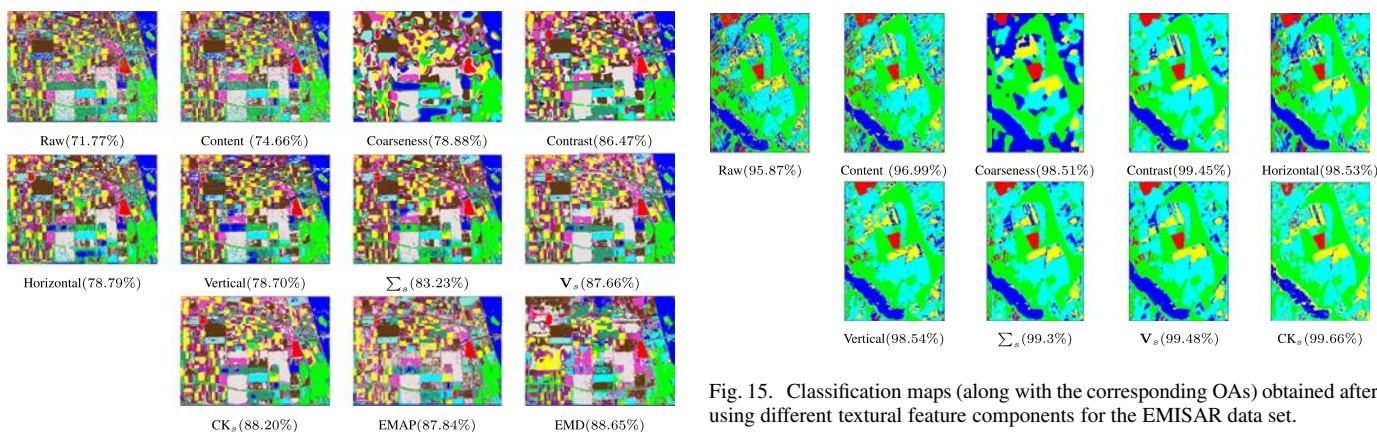 Raw(71.77%) Content (74.66%) Coarseness(78.88%) Contrast(86.47%)
Horizontal(78.79%) Vertical(78.70%) ∑ₛ(83.23%) Vₛ(87.66%)
CKₛ(88.20%) EMAP(87.84%) EMD(88.65%)
Raw(95.87%) Content (96.99%) Coarseness(98.51%) Contrast(99.45%) Horizontal(98.53%)
Vertical(98.54%) ∑ₛ(99.3%) Vₛ(99.48%) CKₛ(99.66%)
Fig. 15. Classification maps (along with the corresponding OAs) obtained after
using different textural feature components for the EMISAR data set.